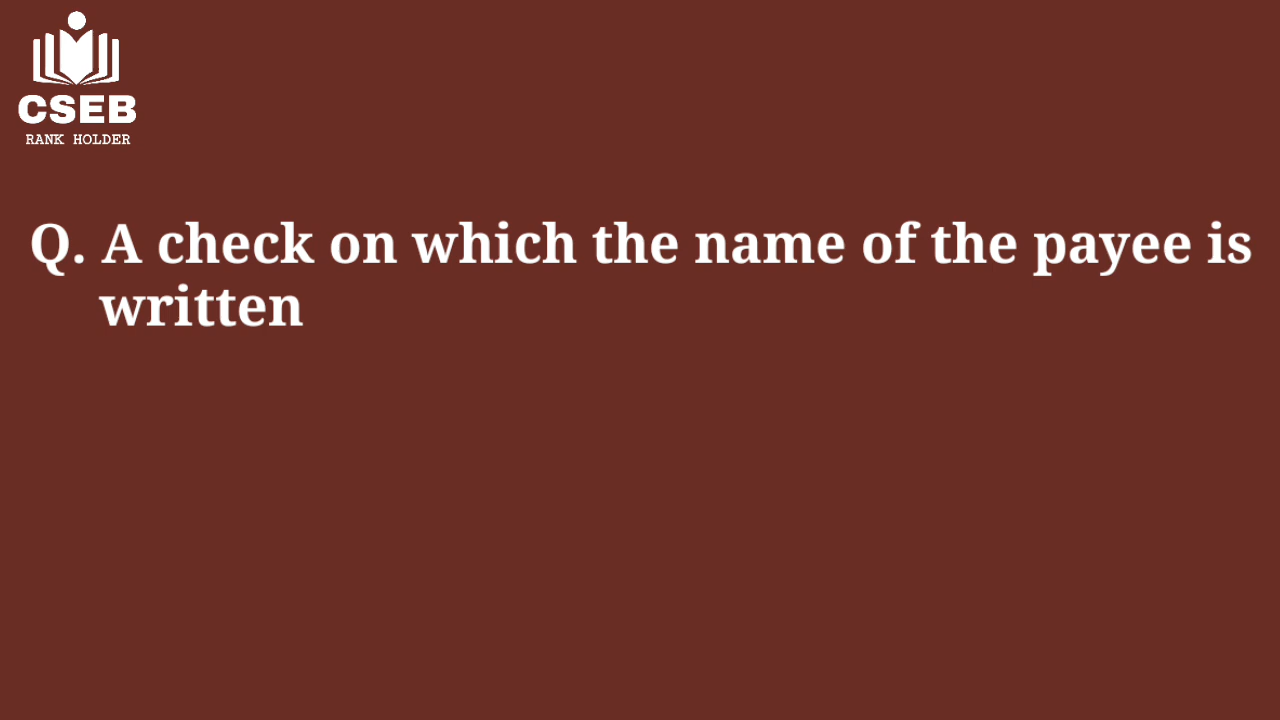 CSEB
RANK HOLDER
Q. A check on which the name of the payee is
written